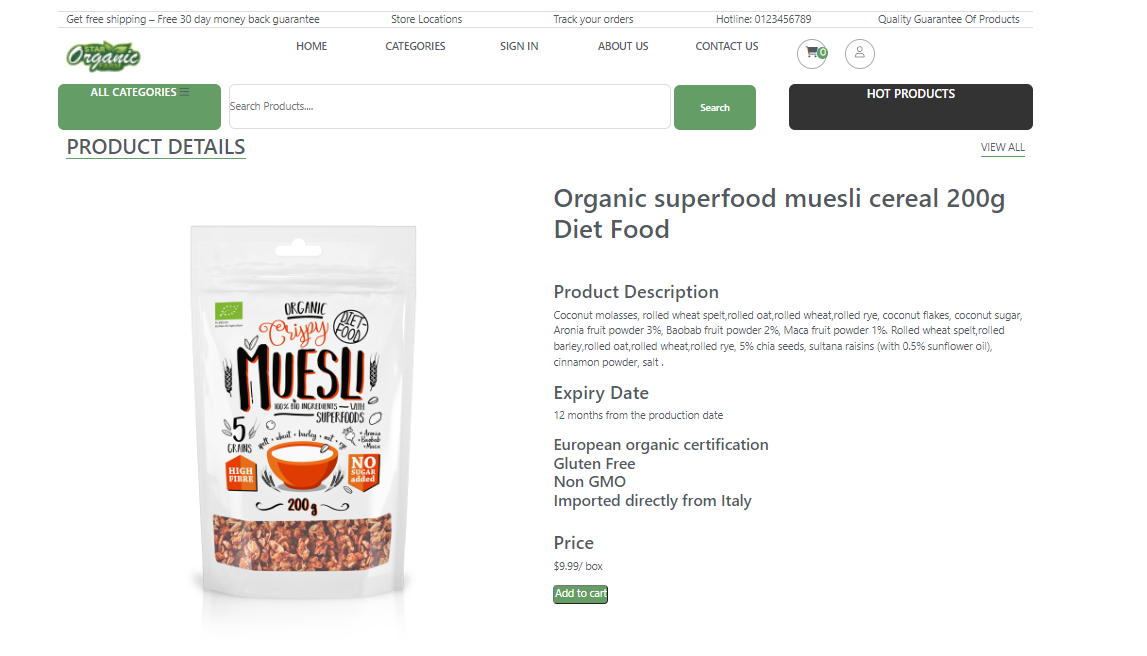 Get free shipping – Free 30 day money back guarantee
Store Locations
Track your orders
Hotline: 0123456789
Quality Guarantee Of Products
STAR
Organic
HOME
CATEGORIES
SIGN IN
ABOUT US
CONTACT US
0
ALL CATEGORIES
Search Products....
Search
HOT PRODUCTS
PRODUCT DETAILS
VIEW ALL
ORGANIC
Crispy
DIET-
FOOD
MUESLI
100% BIO INGREDIENTS — WITH
SUPERFOODS
5
GRAINS
spelt • wheat • barley • oat • rye
+ Aronia
+ Baobab
+ Maca
HIGH
FIBRE
NO
SUGAR
added
200 g
Organic superfood muesli cereal 200g
Diet Food
Product Description
Coconut molasses, rolled wheat spelt,rolled oat,rolled wheat,rolled rye, coconut flakes, coconut sugar,
Aronia fruit powder 3%, Baobab fruit powder 2%, Maca fruit powder 1%. Rolled wheat spelt,rolled
barley,rolled oat,rolled wheat,rolled rye, 5% chia seeds, sultana raisins (with 0.5% sunflower oil),
cinnamon powder, salt .
Expiry Date
12 months from the production date
European organic certification
Gluten Free
Non GMO
Imported directly from Italy
Price
$9.99/ box
Add to cart